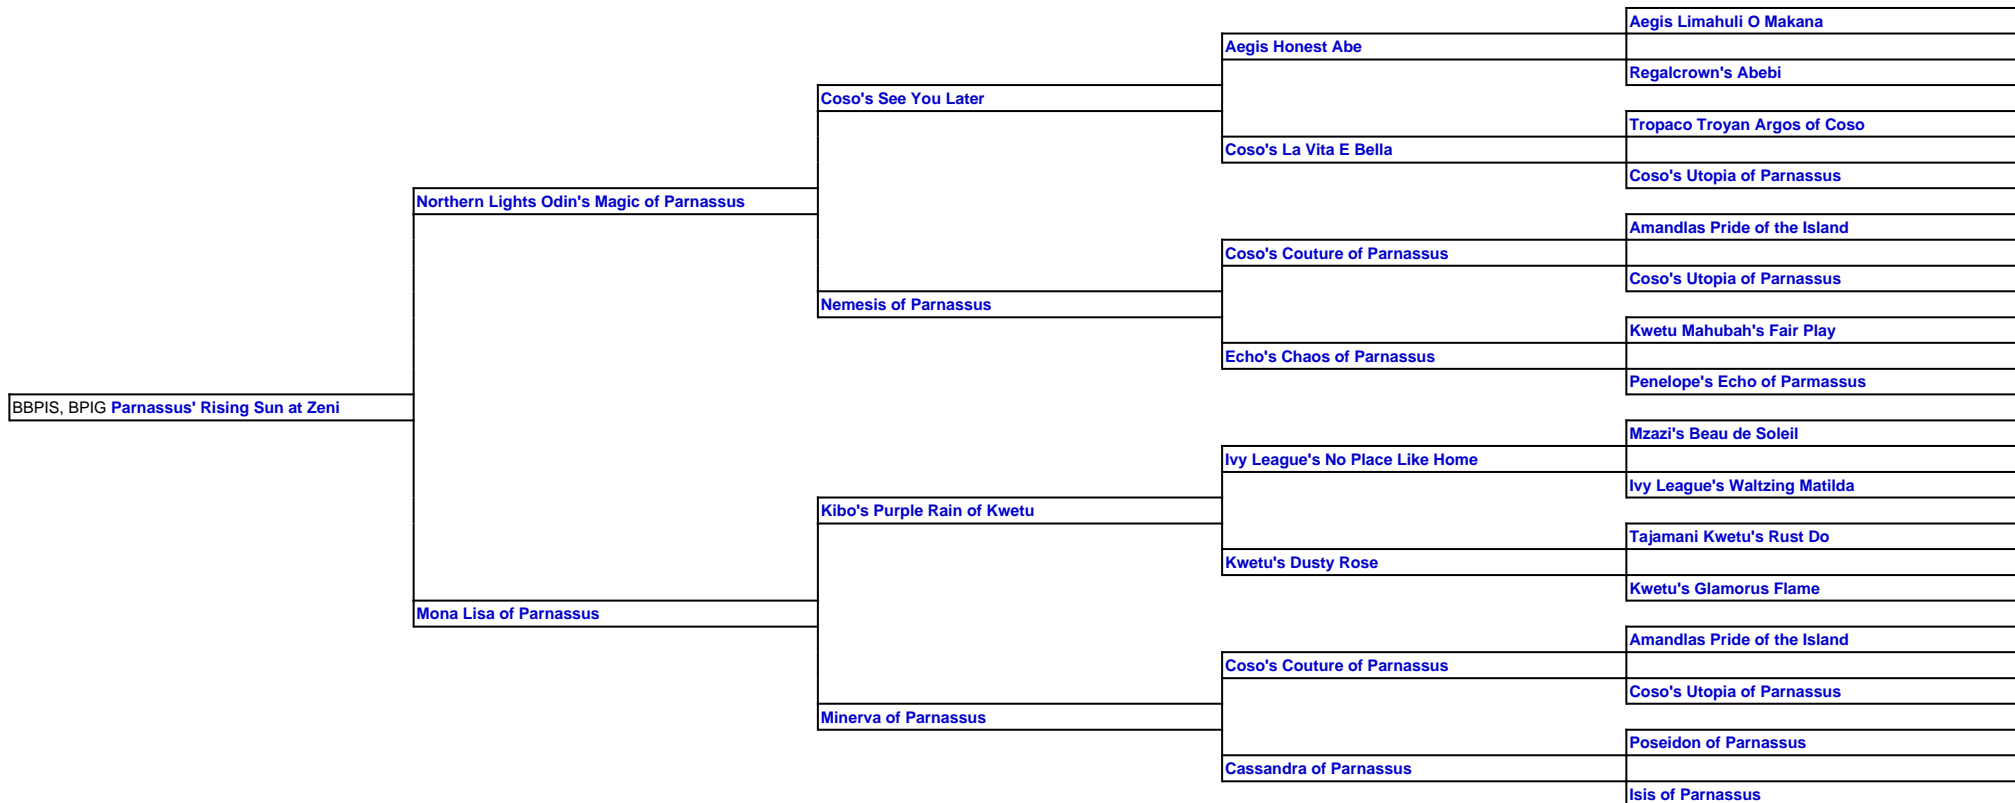 Aegis Limahuli O Makana
Aegis Honest Abe
Regalcrown's Abebi
Coso's See You Later
Tropaco Troyan Argos of Coso
Coso's La Vita E Bella
Coso's Utopia of Parnassus
Northern Lights Odin's Magic of Parnassus
Amandlas Pride of the Island
Coso's Couture of Parnassus
Coso's Utopia of Parnassus
Nemesis of Parnassus
Kwetu Mahubah's Fair Play
Echo's Chaos of Parnassus
Penelope's Echo of Parmassus
BBPIS, BPIG Parnassus' Rising Sun at Zeni
Mzazi's Beau de Soleil
Ivy League's No Place Like Home
Ivy League's Waltzing Matilda
Kibo's Purple Rain of Kwetu
Tajamani Kwetu's Rust Do
Kwetu's Dusty Rose
Kwetu's Glamorus Flame
Mona Lisa of Parnassus
Amandlas Pride of the Island
Coso's Couture of Parnassus
Coso's Utopia of Parnassus
Minerva of Parnassus
Poseidon of Parnassus
Cassandra of Parnassus
Isis of Parnassus